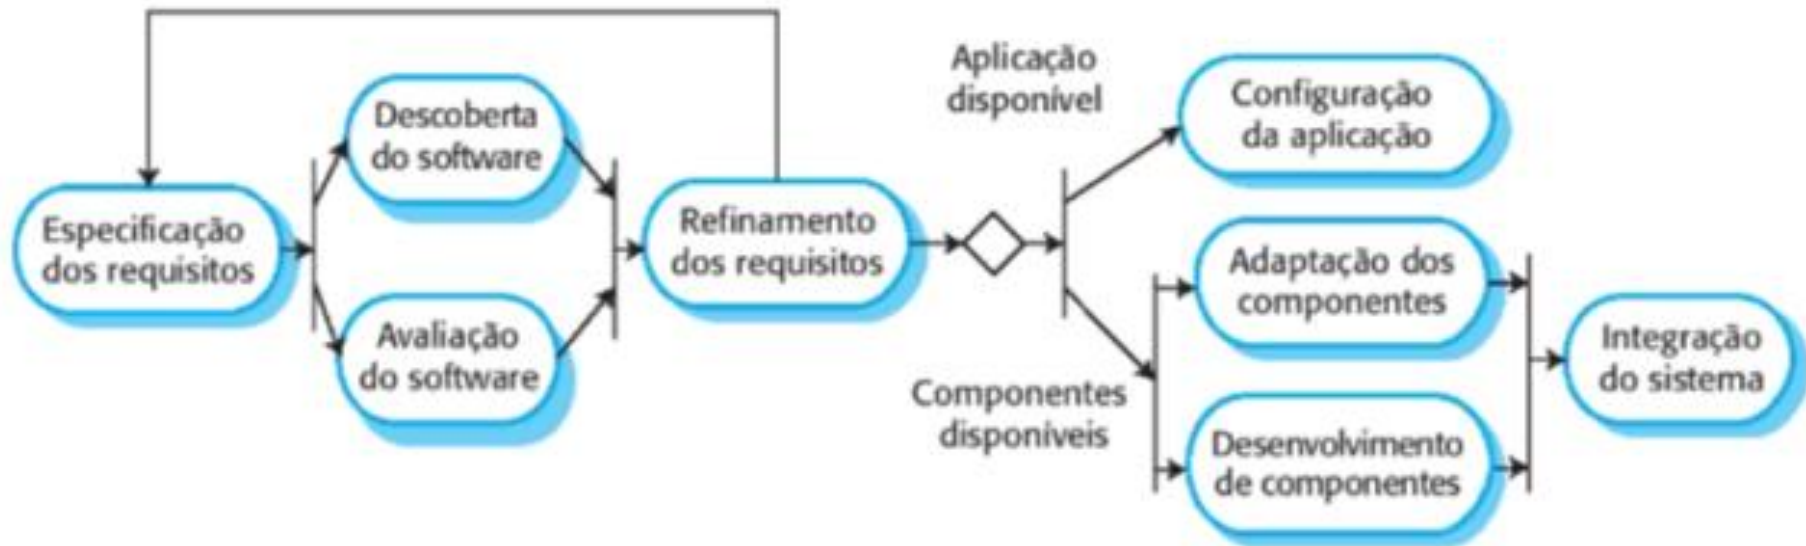 Especificação
dos requisitos
Descoberta
do software
Avaliação
do software
Refinamento
dos requisitos
Aplicação
disponível
Componentes
disponíveis
Configuração
da aplicação
Adaptação dos
componentes
Desenvolvimento
de componentes
Integração
do sistema